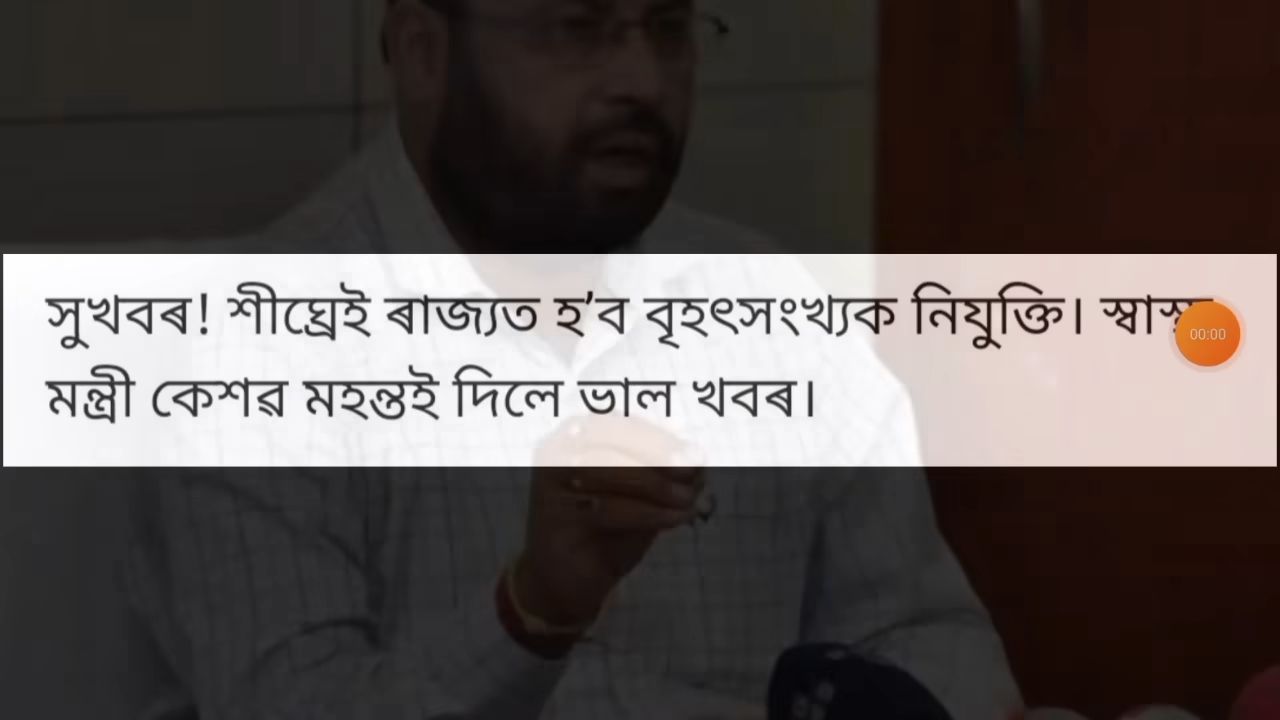 সুখবৰ! শীঘ্ৰেই ৰাজ্যত হ'ব বৃহৎসংখ্যক নিযুক্তি।
মন্ত্ৰী কেশৱ মহন্তই দিলে ভাল খবৰ।
00:00